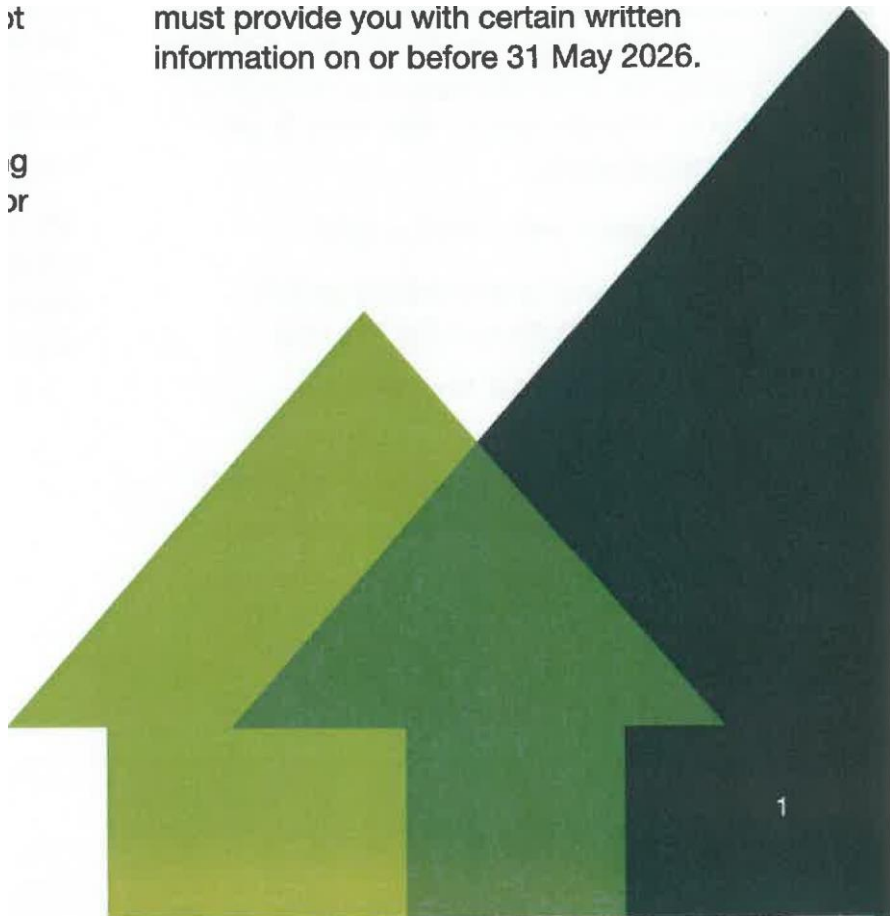 must provide you with certain written
information on or before 31 May 2026.
1